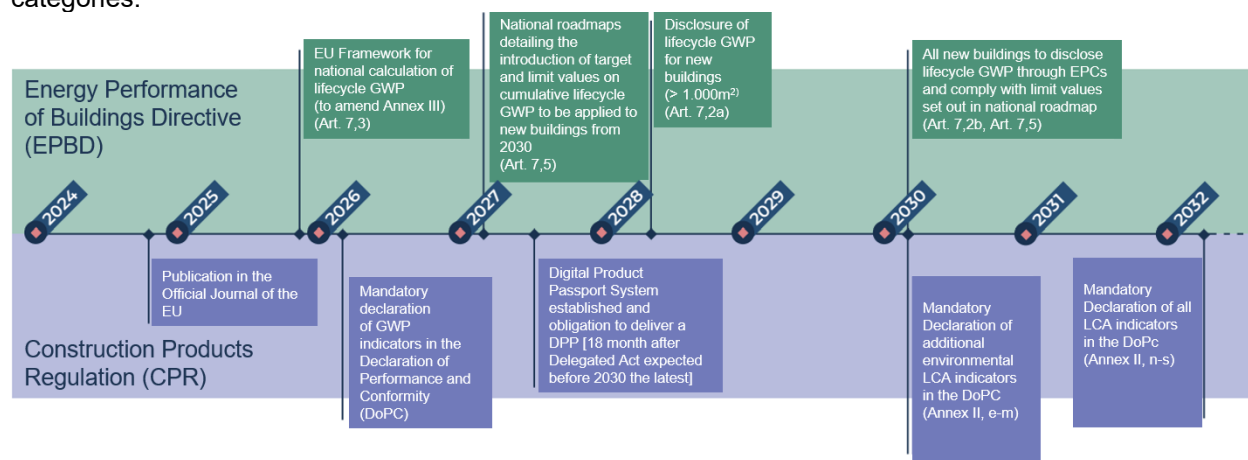 categories.
Energy Performance
of Buildings Directive
(EPBD)
EU Framework for
national calculation of
lifecycle GWP
(to amend Annex III)
(Art. 7,3)
National roadmaps
detailing the
introduction of target
and limit values on
cumulative lifecycle
GWP to be applied to
new buildings from
2030
(Art. 7,5)
Disclosure of
lifecycle GWP
for new
buildings
(> 1.000m²⁾
(Art. 7,2a)
All new buildings to disclose
lifecycle GWP through EPCs
and comply with limit values
set out in national roadmap
(Art. 7,2b, Art. 7,5)
2024
2025
2026
2027
2028
2029
2030
2031
2032
Construction Products
Regulation (CPR)
Publication in the
Official Journal of the
EU
Mandatory
declaration
of GWP
indicators in the
Declaration of
Performance and
Conformity
(DoPC)
Digital Product
Passport System
established and
obligation to deliver a
DPP [18 month after
Delegated Act expected
before 2030 the latest]
Mandatory
Declaration of
additional
environmental
LCA indicators
in the DoPC
(Annex II, e-m)
Mandatory
Declaration of all
LCA indicators
in the DoPc
(Annex II, n-s)